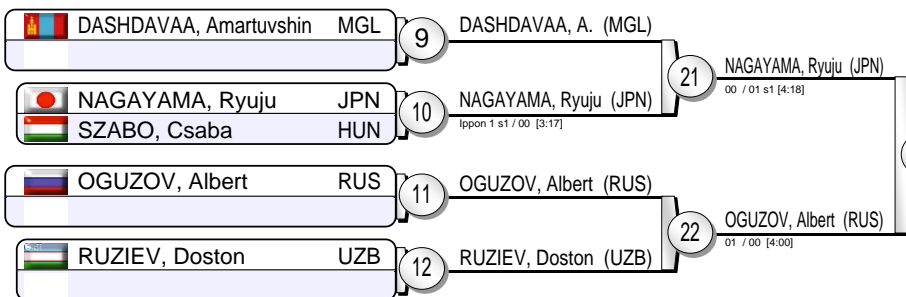 DASHDAVAA, Amartuvshin MGL
9
DASHDAVAA, A. (MGL)
21
NAGAYAMA, Ryuju (JPN)
00 / 01 s1 [4:18]
NAGAYAMA, Ryuju JPN
SZABO, Csaba HUN
10
NAGAYAMA, Ryuju (JPN)
Ippon 1 s1 / 00 [3:17]
OGUZOV, Albert RUS
11
OGUZOV, Albert (RUS)
22
OGUZOV, Albert (RUS)
01 / 00 [4:00]
RUZIEV, Doston UZB
12
RUZIEV, Doston (UZB)